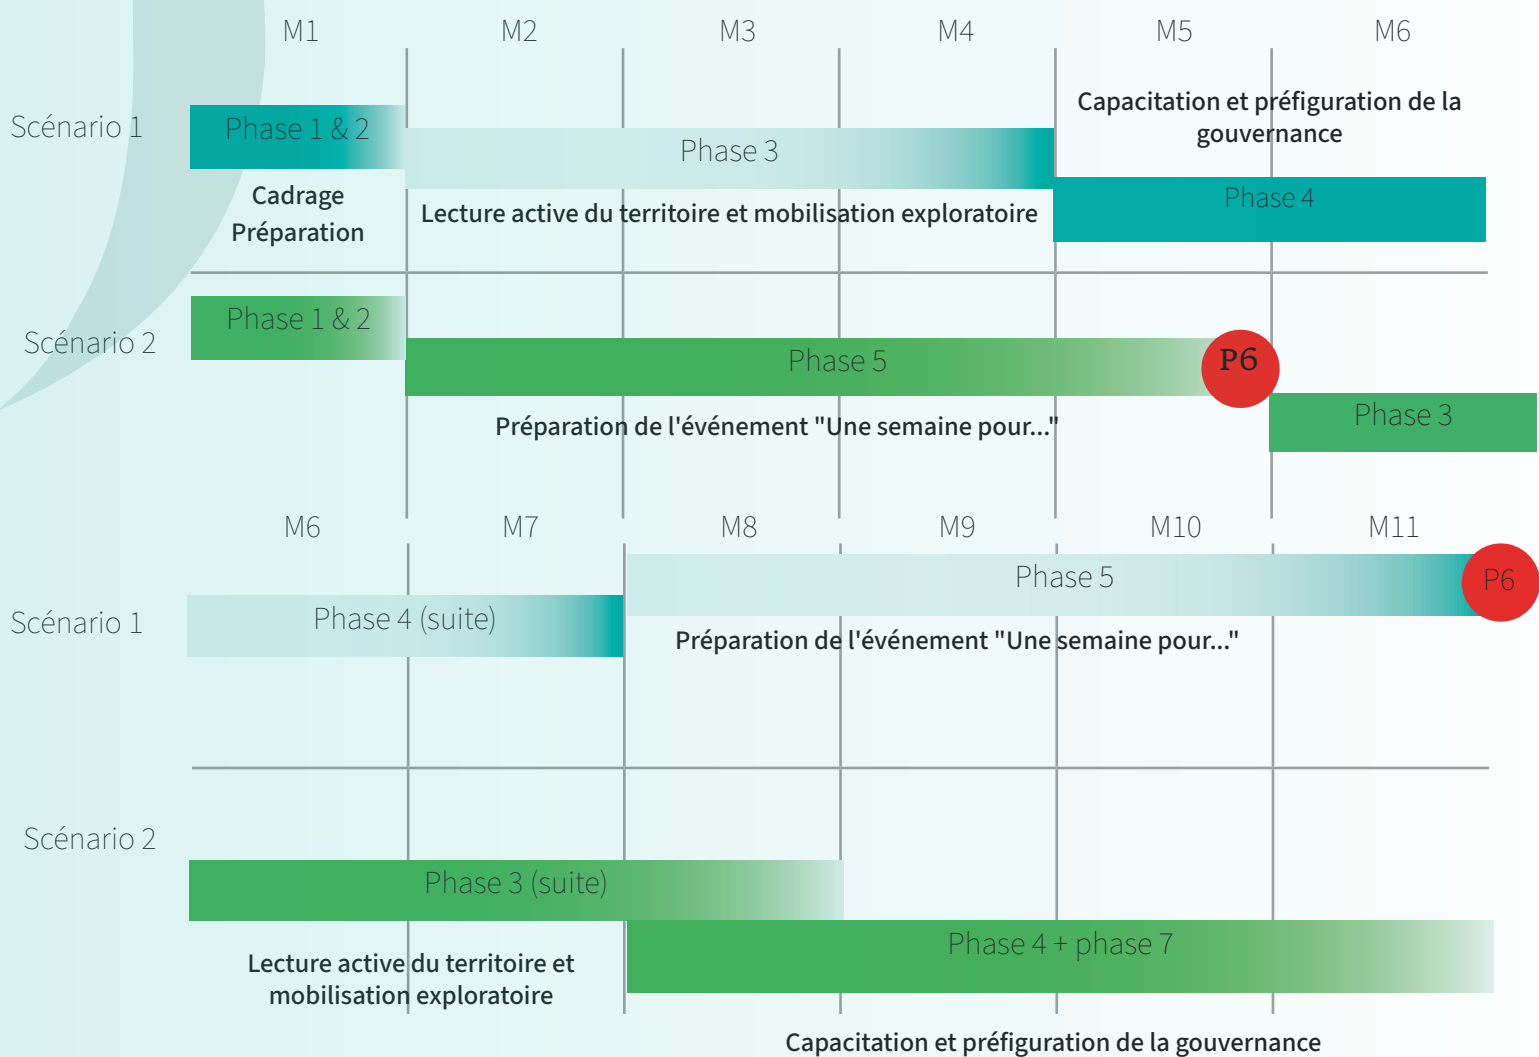 M1 M2 M3 M4 M5 M6
Capacitation et préfiguration de la
gouvernance
Scénario 1
Phase 1 & 2
Phase 3
Phase 4
Cadrage
Préparation
Lecture active du territoire et mobilisation exploratoire
Scénario 2
Phase 1 & 2
Phase 5
P6
Phase 3
Préparation de l'événement "Une semaine pour..."
M6 M7 M8 M9 M10 M11
Scénario 1
Phase 4 (suite)
Phase 5
P6
Préparation de l'événement "Une semaine pour..."
Scénario 2
Phase 3 (suite)
Phase 4 + phase 7
Lecture active du territoire et
mobilisation exploratoire
Capacitation et préfiguration de la gouvernance